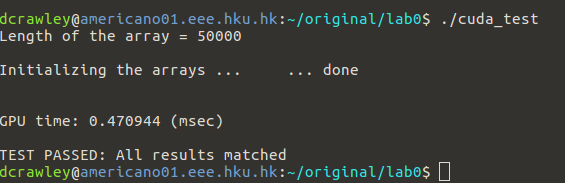 dcrawley@americano01.eee.hku.hk:~/original/lab0$ ./cuda_test
Length of the array = 50000
Initializing the arrays ...     ... done
GPU time: 0.470944 (msec)
TEST PASSED: All results matched
dcrawley@americano01.eee.hku.hk:~/original/lab0$